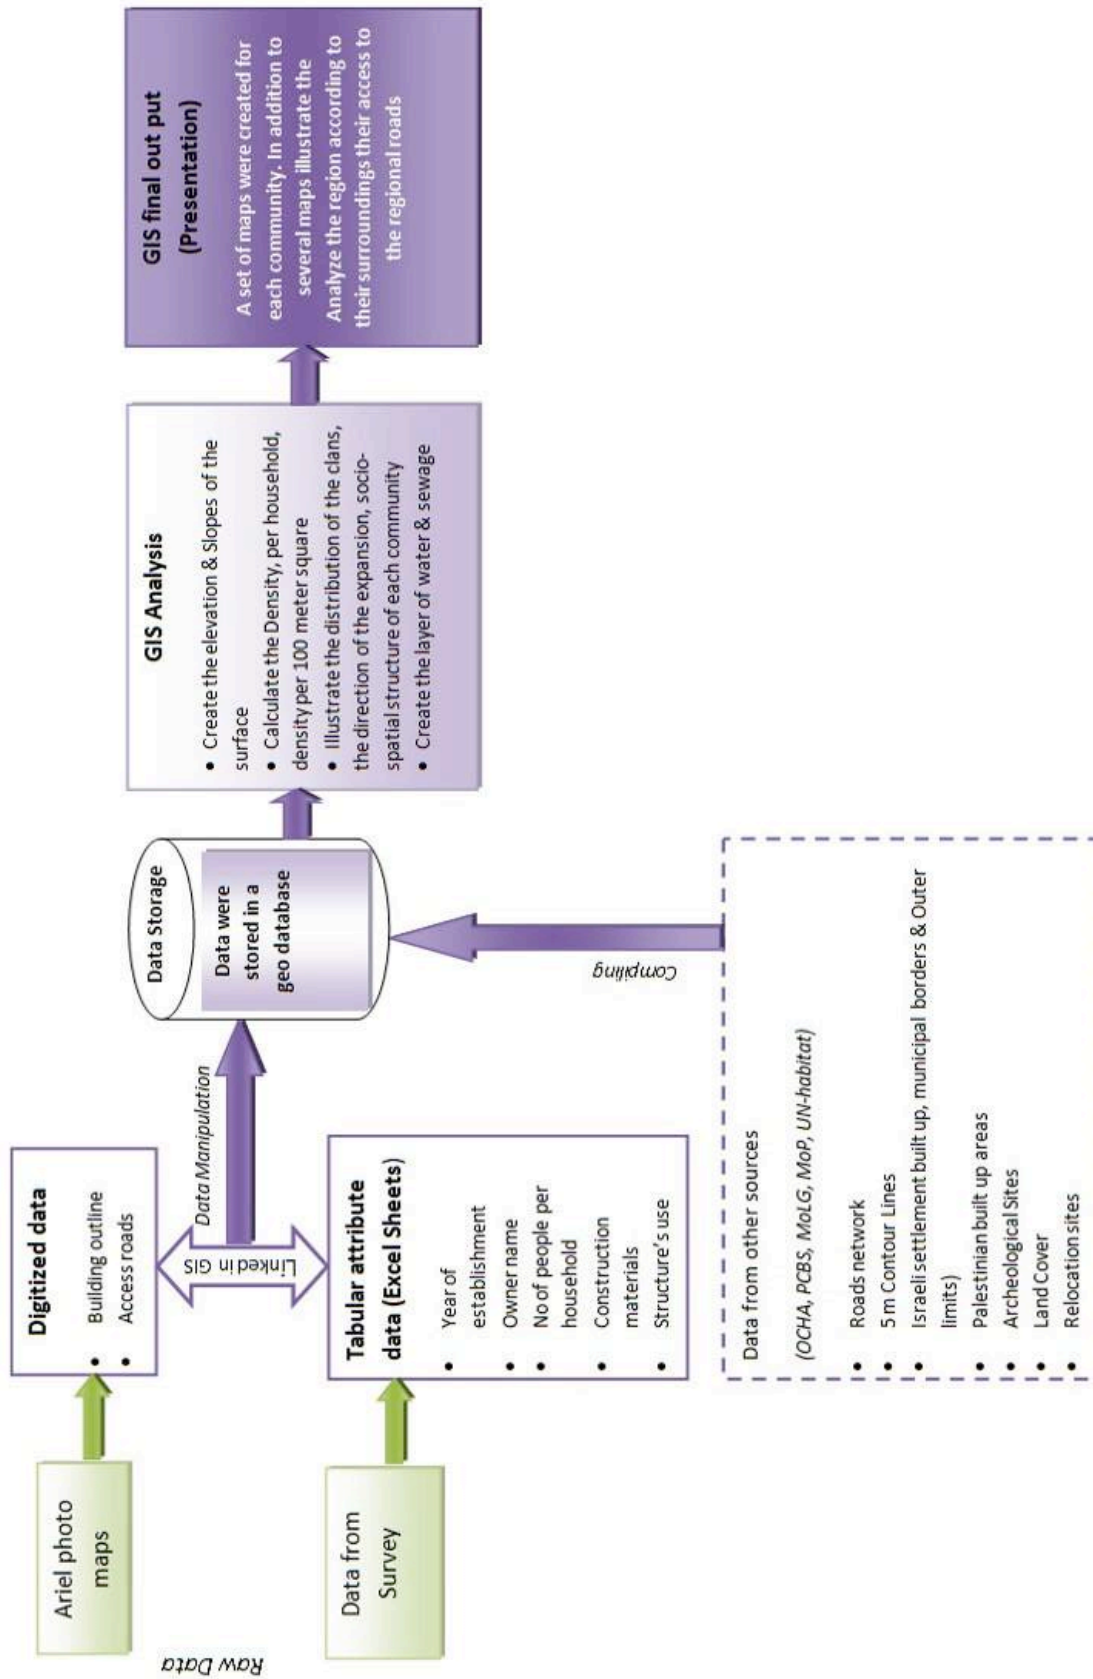 Raw Data
Ariel photo
maps
Data from
Survey
Digitized data
• Building outline
• Access roads
Linked in GIS
Tabular attribute
data (Excel Sheets)
• Year of
establishment
• Owner name
• No of people per
household
• Construction
materials
• Structure's use
Data Manipulation
Data Storage
Data were
stored in a
geo database
Compiling
Data from other sources
(OCHA, PCBS, MoLG, MoP, UN-habitat)
• Roads network
• 5 m Contour Lines
• Israeli settlement built up, municipal borders & Outer
limits)
• Palestinian built up areas
• Archeological Sites
• Land Cover
• Relocation sites
GIS Analysis
• Create the elevation & Slopes of the
surface
• Calculate the Density, per household,
density per 100 meter square
• Illustrate the distribution of the clans,
the direction of the expansion, socio-
spatial structure of each community
• Create the layer of water & sewage
GIS final out put
(Presentation)
A set of maps were created for
each community. In addition to
several maps illustrate the
Analyze the region according to
their surroundings their access to
the regional roads